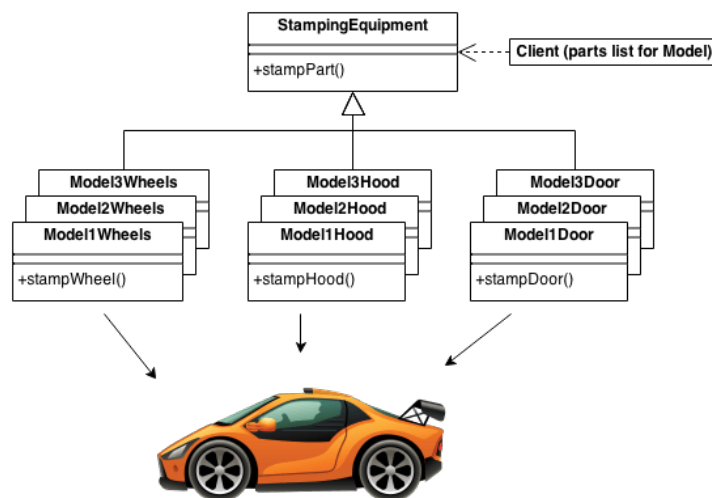 StampingEquipment
+stampPart()
Client (parts list for Model)
Model3Wheels
Model2Wheels
Model1Wheels
+stampWheel()
Model3Hood
Model2Hood
Model1Hood
+stampHood()
Model3Door
Model2Door
Model1Door
+stampDoor()